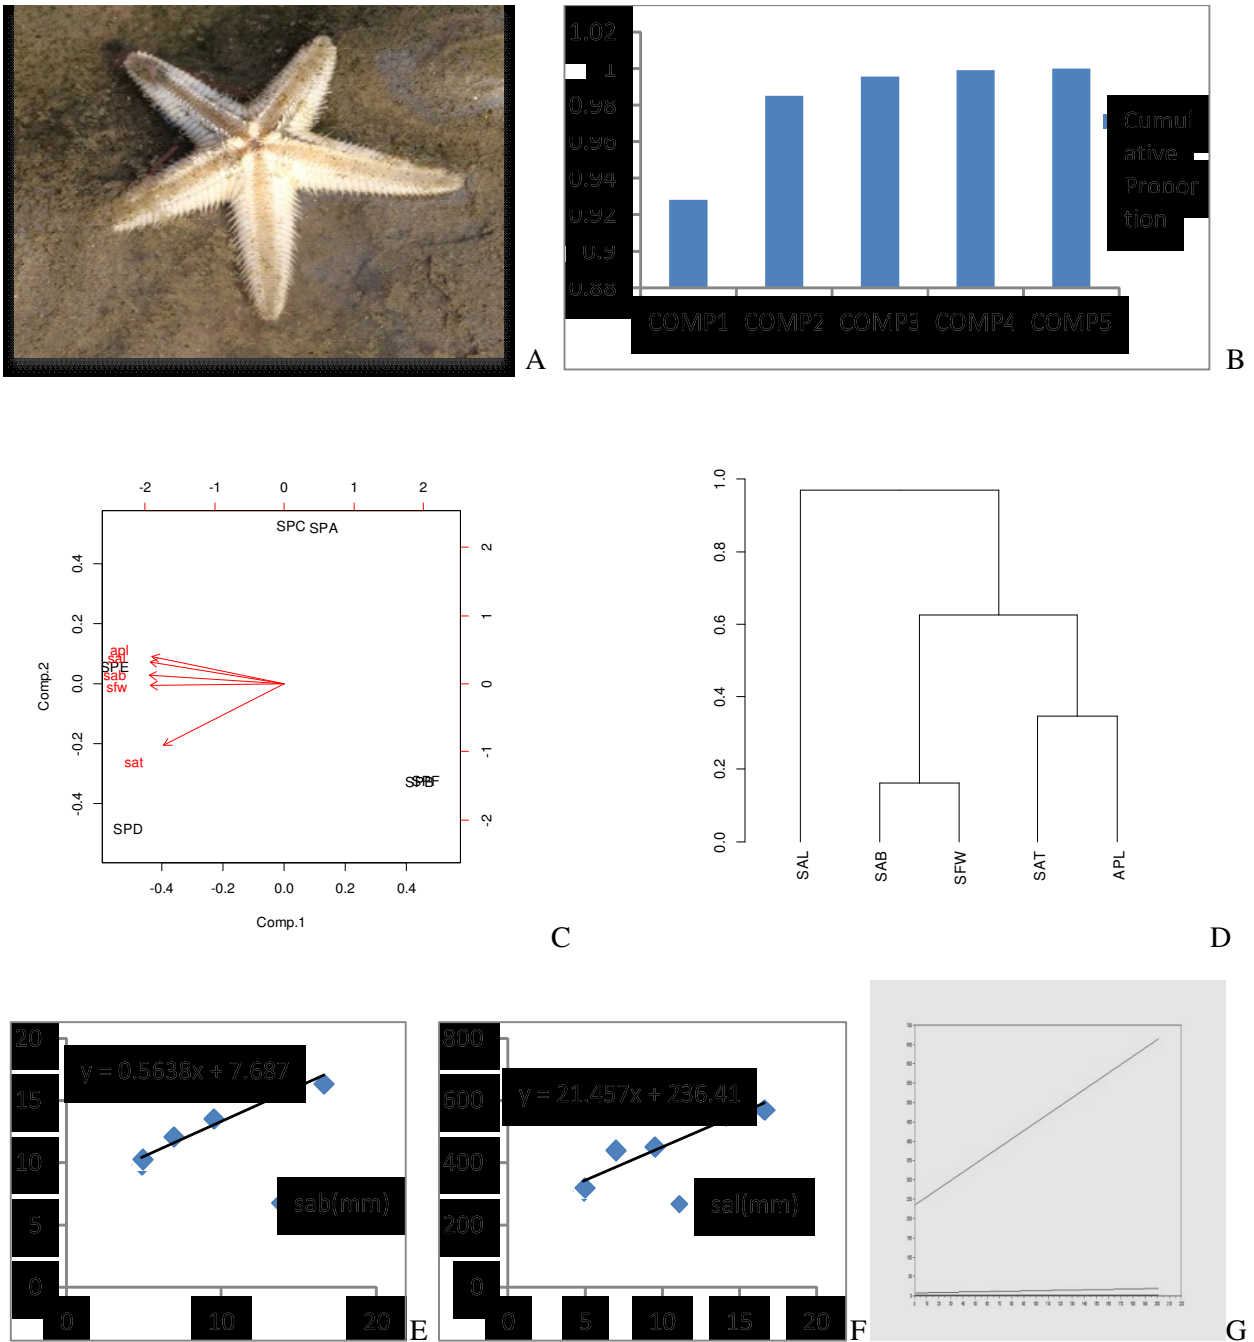 A
1.02
1
0.98
0.96
0.94
0.92
0.9
0.88
COMP1 COMP2 COMP3 COMP4 COMP5
Cumul
ative
Propor
tion
B
-2 -1 0 1 2
SPC SPA
apl
sal
SPE
sab
sfw
sat
SPD
SPF
2
1
0
-1
-2
0.4
0.2
0.0
-0.2
-0.4
Comp.2
-0.4 -0.2 0.0 0.2 0.4
Comp.1
C
1.0
0.8
0.6
0.4
0.2
0.0
SAL SAB SFW SAT APL
D
20
15
10
5
0
y = 0.5638x + 7.687
sab(mm)
0 10 20
E
800
600
400
200
0
y = 21.457x + 236.41
sal(mm)
0 5 10 15 20
F
G